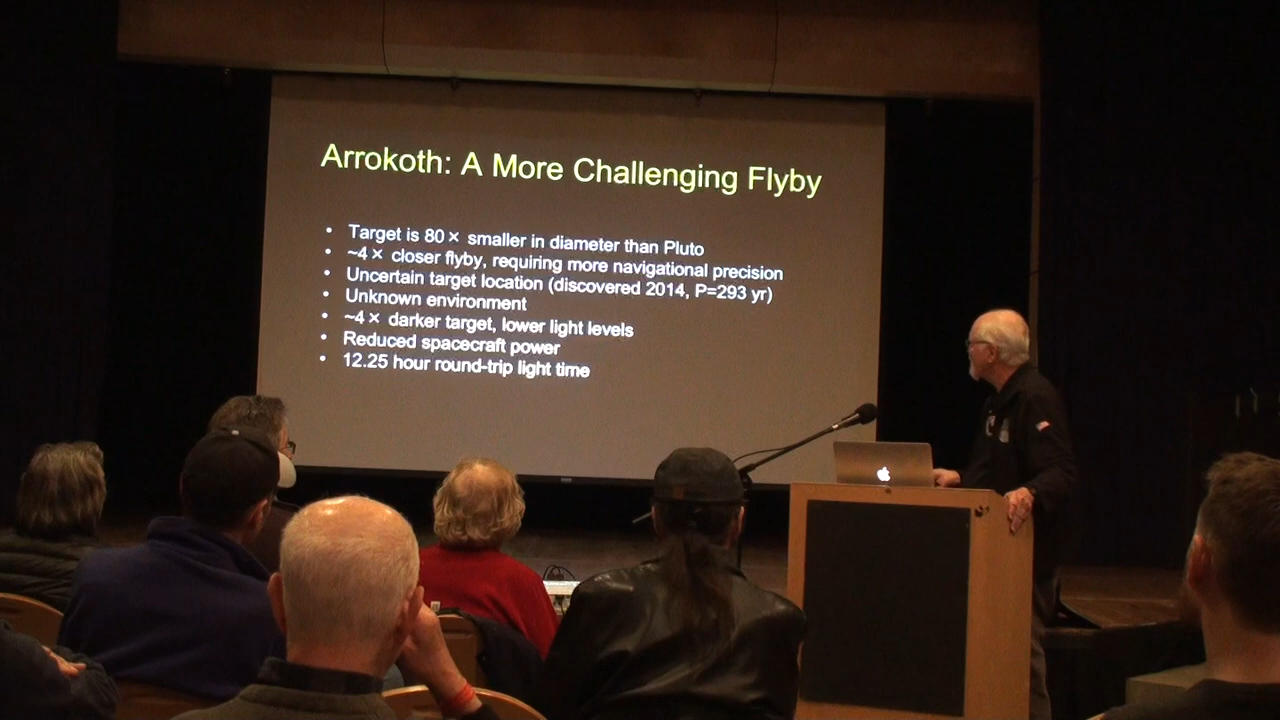 Arrokoth: A More Challenging Flyby
• Target is 80× smaller in diameter than Pluto
• ~4× closer flyby, requiring more navigational precision
• Uncertain target location (discovered 2014, P=293 yr)
• Unknown environment
• ~4× darker target, lower light levels
• Reduced spacecraft power
• 12.25 hour round-trip light time